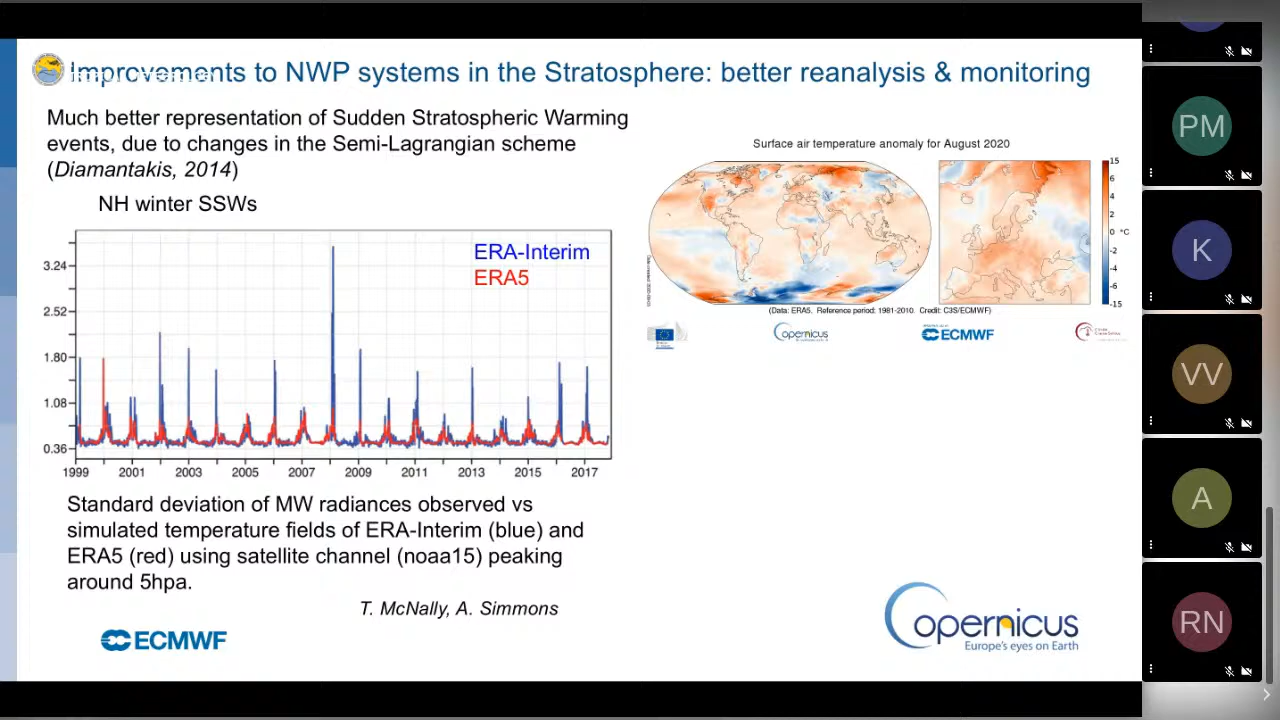 Improvements to NWP systems in the Stratosphere: better reanalysis & monitoring
Much better representation of Sudden Stratospheric Warming
events, due to changes in the Semi-Lagrangian scheme
(Diamantakis, 2014)
NH winter SSWs
ERA-Interim
ERA5
3.24
2.52
1.80
1.08
0.36
1999 2001 2003 2005 2007 2009 2011 2013 2015 2017
Standard deviation of MW radiances observed vs
simulated temperature fields of ERA-Interim (blue) and
ERA5 (red) using satellite channel (noaa15) peaking
around 5hpa.
T. McNally, A. Simmons
ECMWF
Surface air temperature anomaly for August 2020
15
6
4
2
0 °C
-2
-4
-6
-15
(Data: ERA5. Reference period: 1981-2010. Credit: C3S/ECMWF)
opernicus
ECMWF
opernicus
Europe's eyes on Earth
PM
K
VV
A
RN